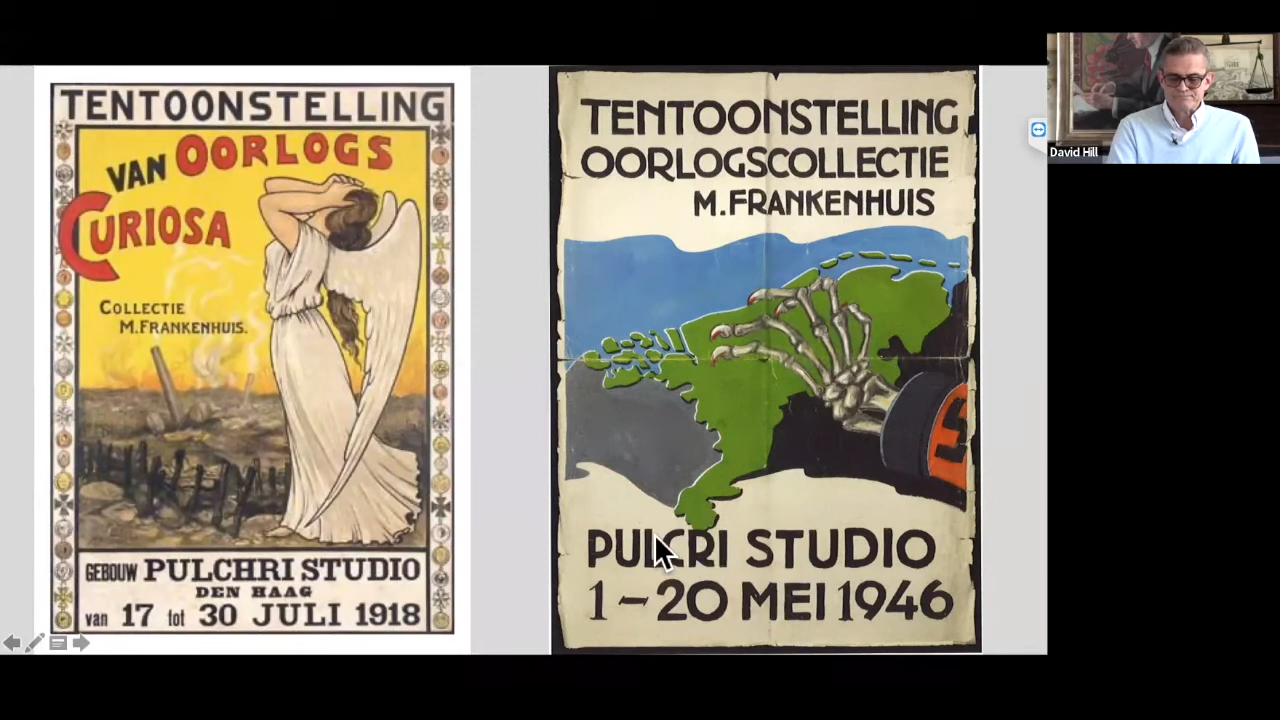 TENTOONSTELLING
VAN OORLOGS
CURIOSA
COLLECTIE
M. FRANKENHUIS.
GEBOUW PULCHRI STUDIO
DEN HAAG
van 17 tot 30 JULI 1918
TENTOONSTELLING
OORLOGSCOLLECTIE
M. FRANKENHUIS
PULCRI STUDIO
1-20 MEI 1946
David Hill